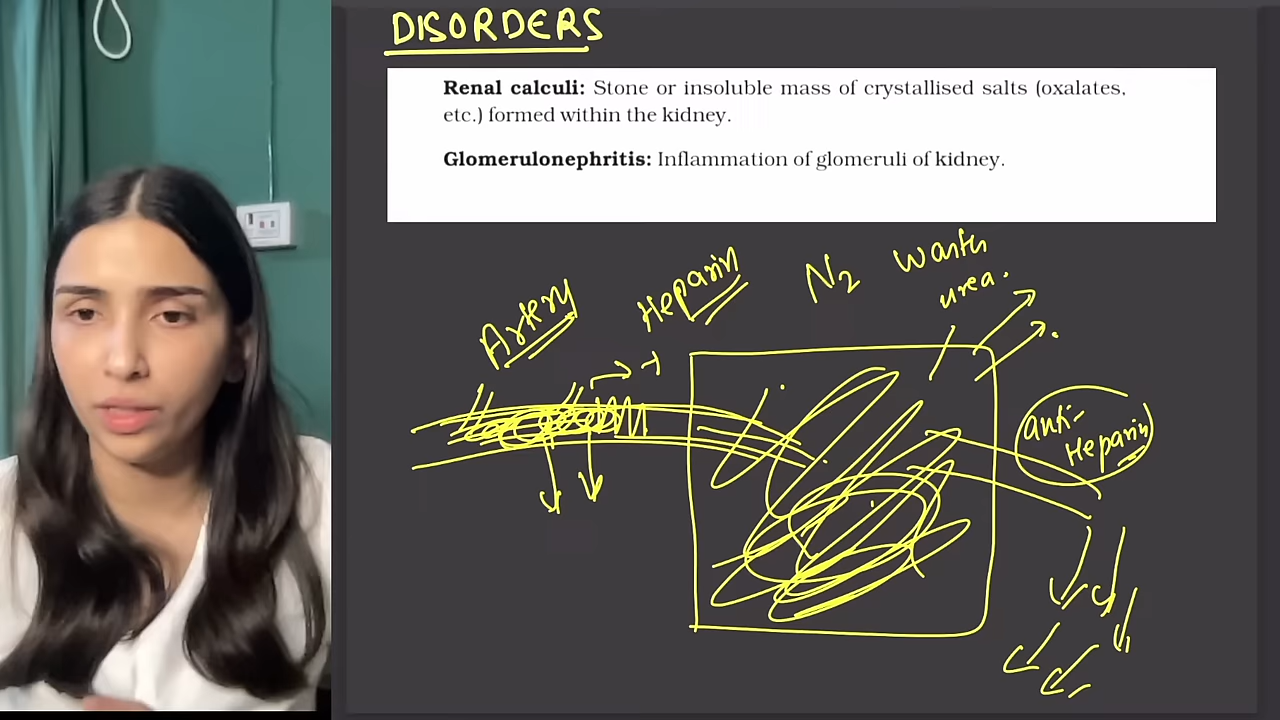 DISORDERS
Renal calculi: Stone or insoluble mass of crystallised salts (oxalates,
etc.) formed within the kidney.
Glomerulonephritis: Inflammation of glomeruli of kidney.
Artery
Heparin
N2
urea.
anti-
Heparin